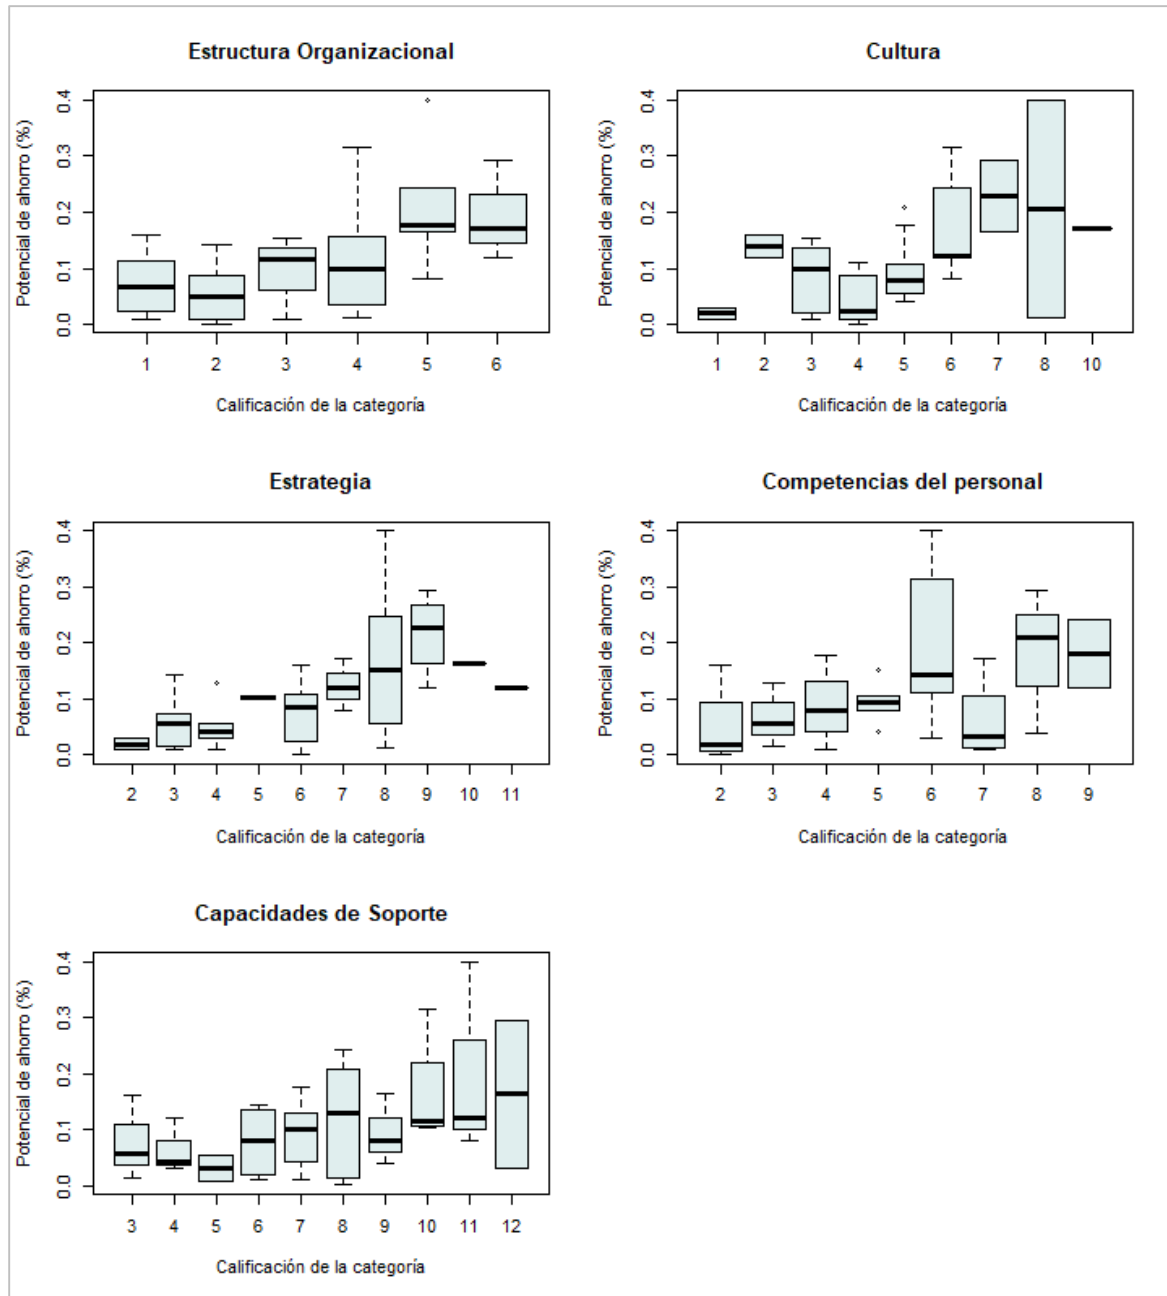 Estructura Organizacional
Potencial de ahorro (%)
0.4
0.3
0.2
0.1
0.0
1 2 3 4 5 6
Calificación de la categoría
Cultura
Potencial de ahorro (%)
0.4
0.3
0.2
0.1
0.0
1 2 3 4 5 6 7 8 10
Calificación de la categoría
Estrategia
Potencial de ahorro (%)
0.4
0.3
0.2
0.1
0.0
2 3 4 5 6 7 8 9 10 11
Calificación de la categoría
Competencias del personal
Potencial de ahorro (%)
0.4
0.3
0.2
0.1
0.0
2 3 4 5 6 7 8 9
Calificación de la categoría
Capacidades de Soporte
Potencial de ahorro (%)
0.4
0.3
0.2
0.1
0.0
3 4 5 6 7 8 9 10 11 12
Calificación de la categoría